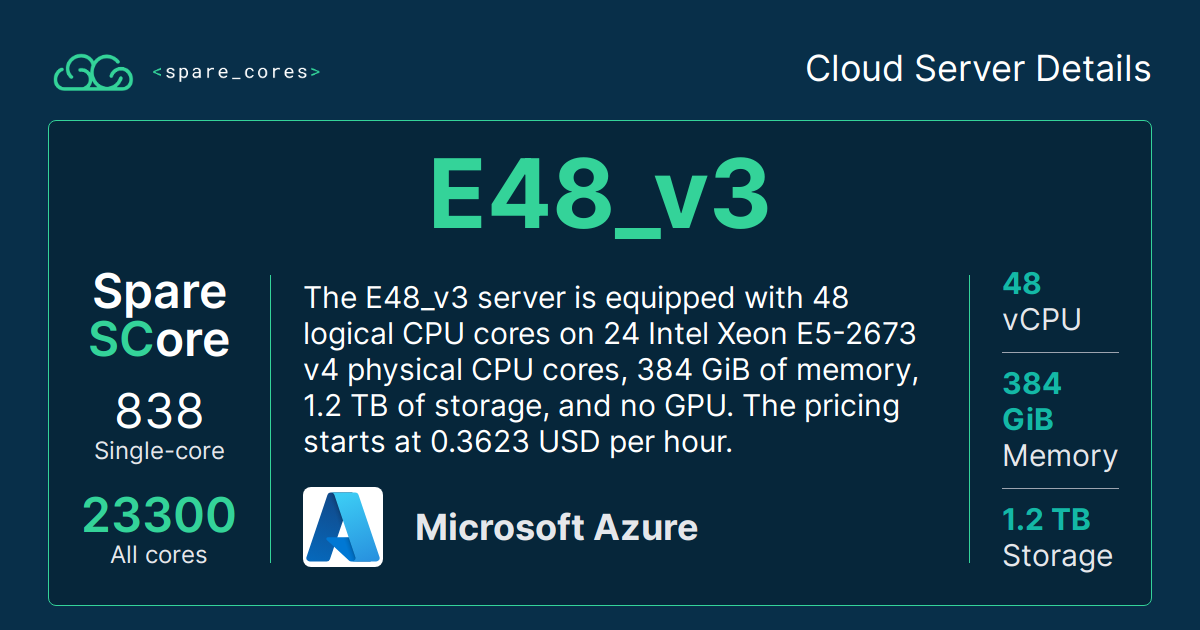 <spare_cores>
Cloud Server Details
E48_v3
Spare
SCore
838
Single-core
23300
All cores
The E48_v3 server is equipped with 48
logical CPU cores on 24 Intel Xeon E5-2673
v4 physical CPU cores, 384 GiB of memory,
1.2 TB of storage, and no GPU. The pricing
starts at 0.3623 USD per hour.
Microsoft Azure
48
vCPU
384
GiB
Memory
1.2 TB
Storage